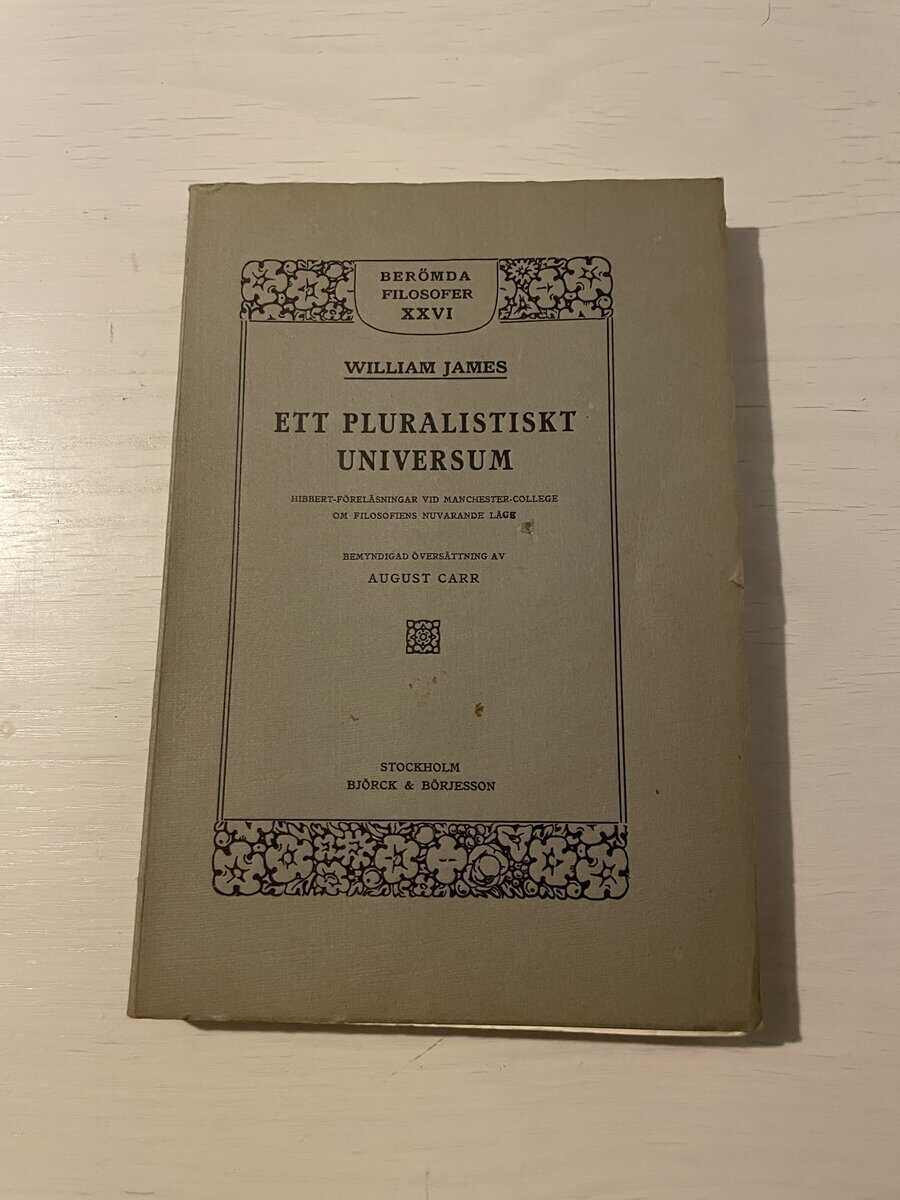 BERÖMDA
FILOSOFER
XXVI
WILLIAM JAMES
ETT PLURALISTISKT
UNIVERSUM
HIBBERT-FÖRELÄSNINGAR VID MANCHESTER-COLLEGE
OM FILOSOFIENS NUVARANDE LÄGE
BEMYNDIGAD ÖVERSÄTTNING AV
AUGUST CARR
STOCKHOLM
BJÖRCK & BÖRJESSON